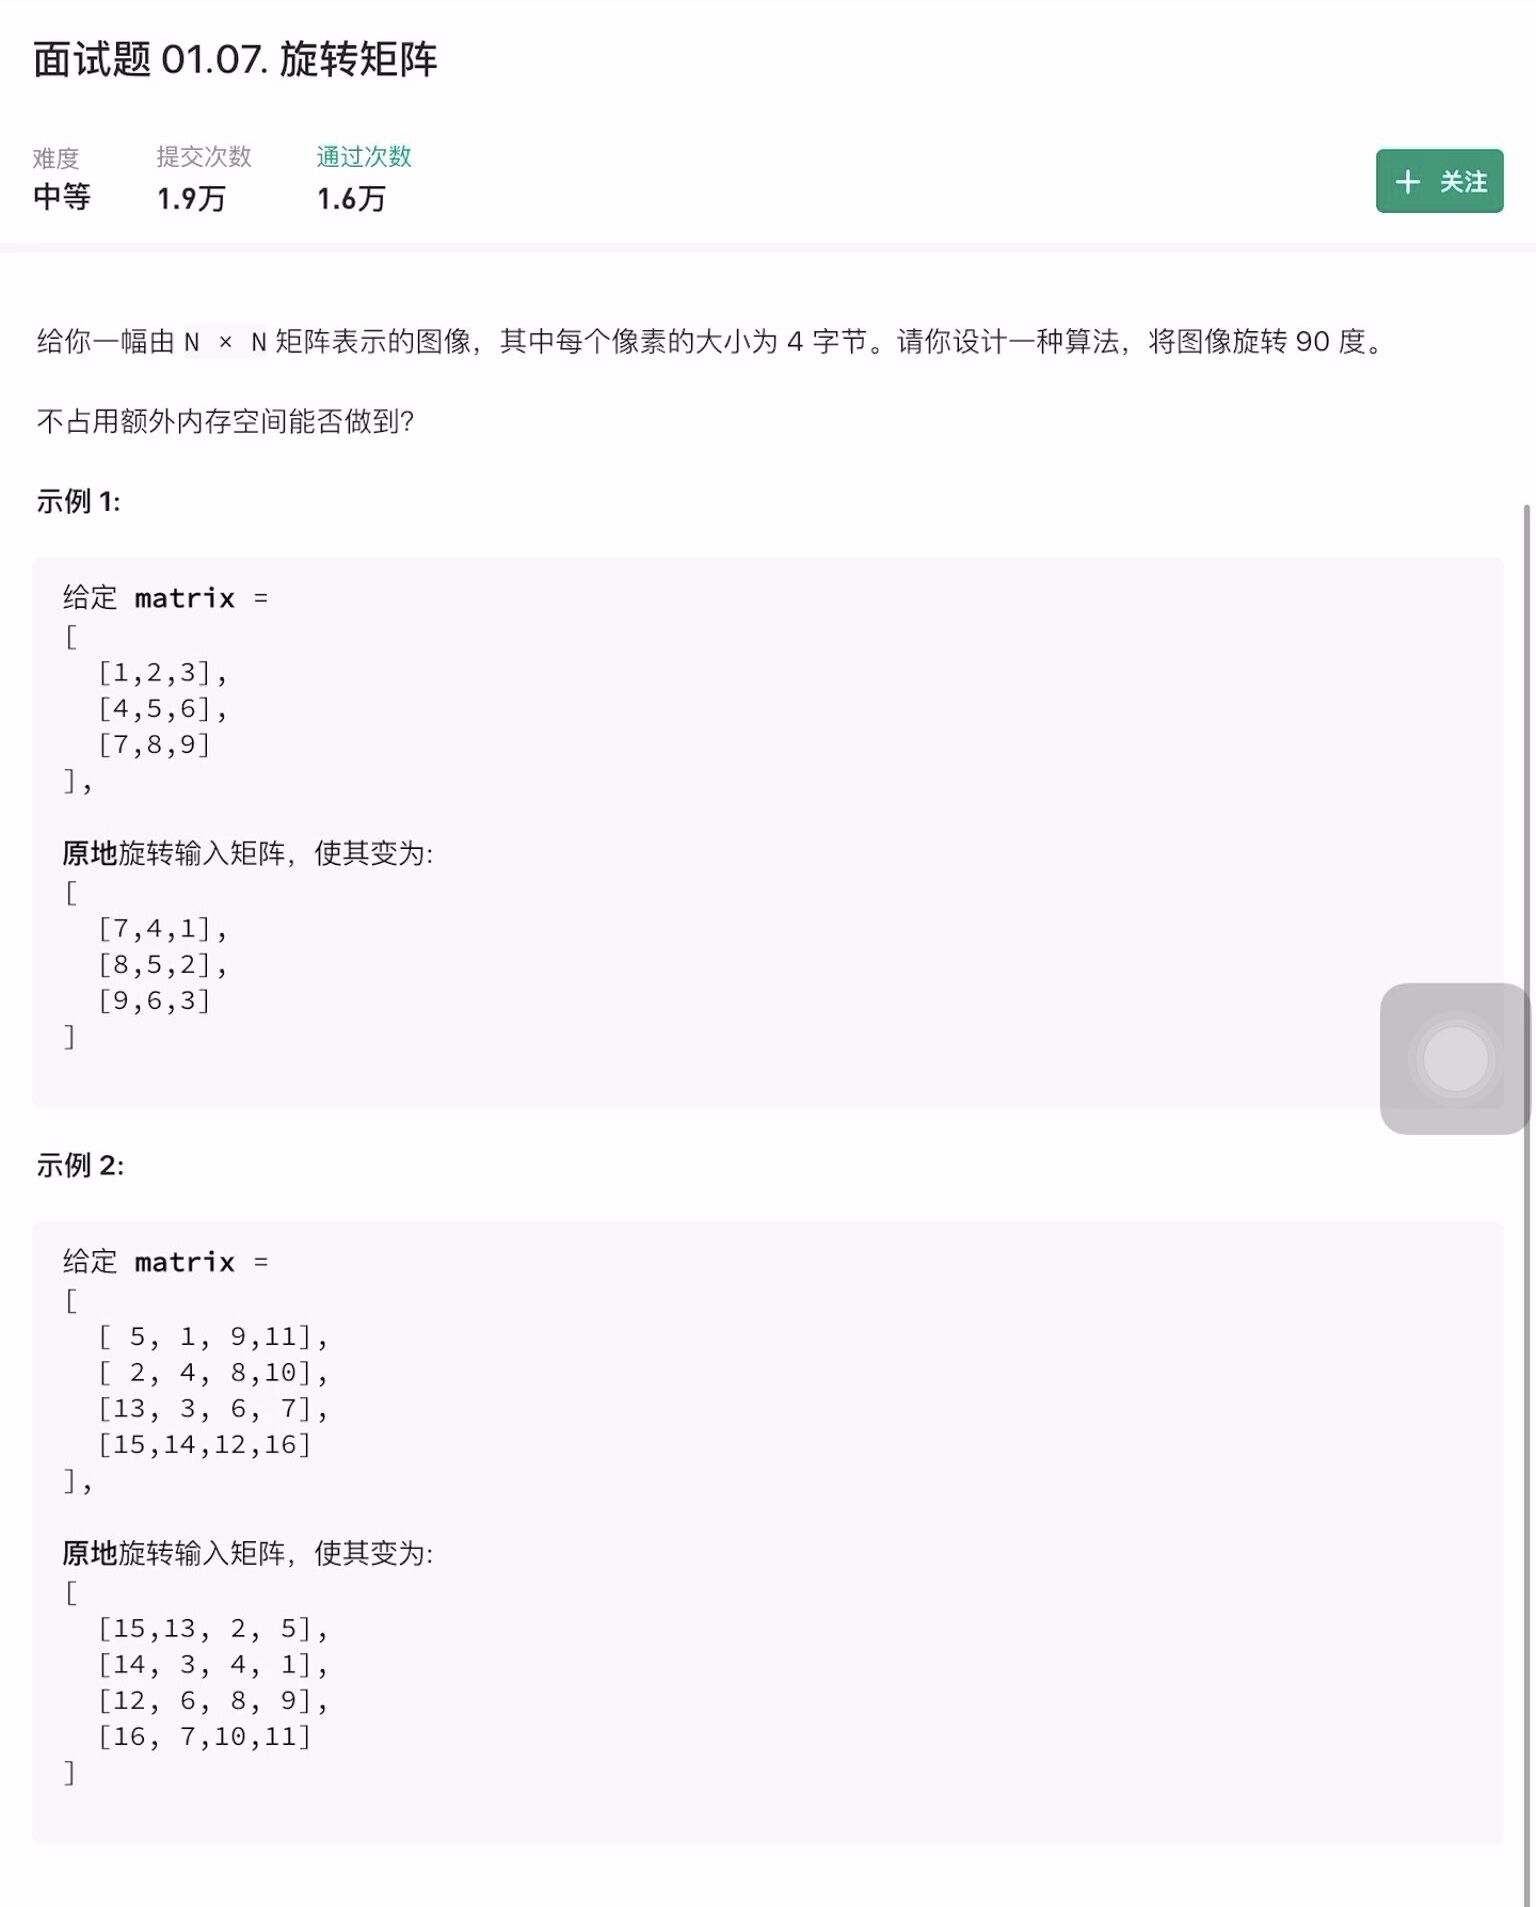 面试题 01.07. 旋转矩阵
难度 提交次数 通过次数
中等 1.9万 1.6万
+ 关注
给你一幅由 N × N 矩阵表示的图像，其中每个像素的大小为 4 字节。请你设计一种算法，将图像旋转 90 度。
不占用额外内存空间能否做到？
示例 1:
给定 matrix =
[
  [1,2,3],
  [4,5,6],
  [7,8,9]
],
原地旋转输入矩阵，使其变为:
[
  [7,4,1],
  [8,5,2],
  [9,6,3]
]
示例 2:
给定 matrix =
[
  [ 5, 1, 9,11],
  [ 2, 4, 8,10],
  [13, 3, 6, 7],
  [15,14,12,16]
],
原地旋转输入矩阵，使其变为:
[
  [15,13, 2, 5],
  [14, 3, 4, 1],
  [12, 6, 8, 9],
  [16, 7,10,11]
]